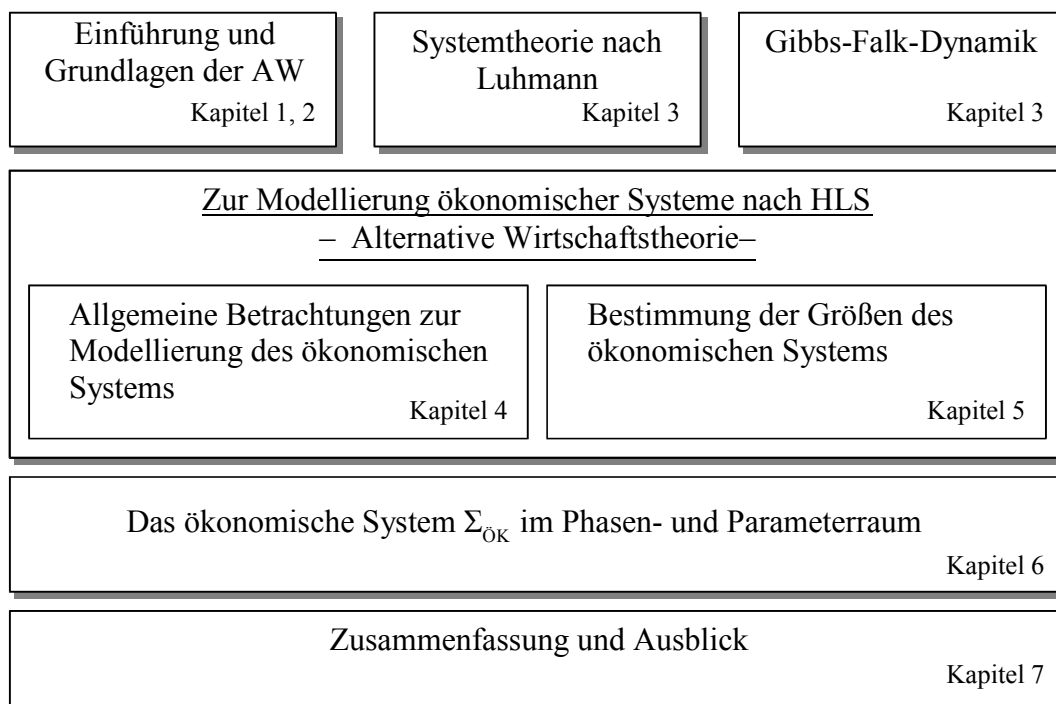 Einführung und
Grundlagen der AW
Kapitel 1, 2
Systemtheorie nach
Luhmann
Kapitel 3
Gibbs-Falk-Dynamik
Kapitel 3
Zur Modellierung ökonomischer Systeme nach HLS
– Alternative Wirtschaftstheorie–
Allgemeine Betrachtungen zur
Modellierung des ökonomischen
Systems
Kapitel 4
Bestimmung der Größen des
ökonomischen Systems
Kapitel 5
Das ökonomische System Σ_ÖK im Phasen- und Parameterraum
Kapitel 6
Zusammenfassung und Ausblick
Kapitel 7